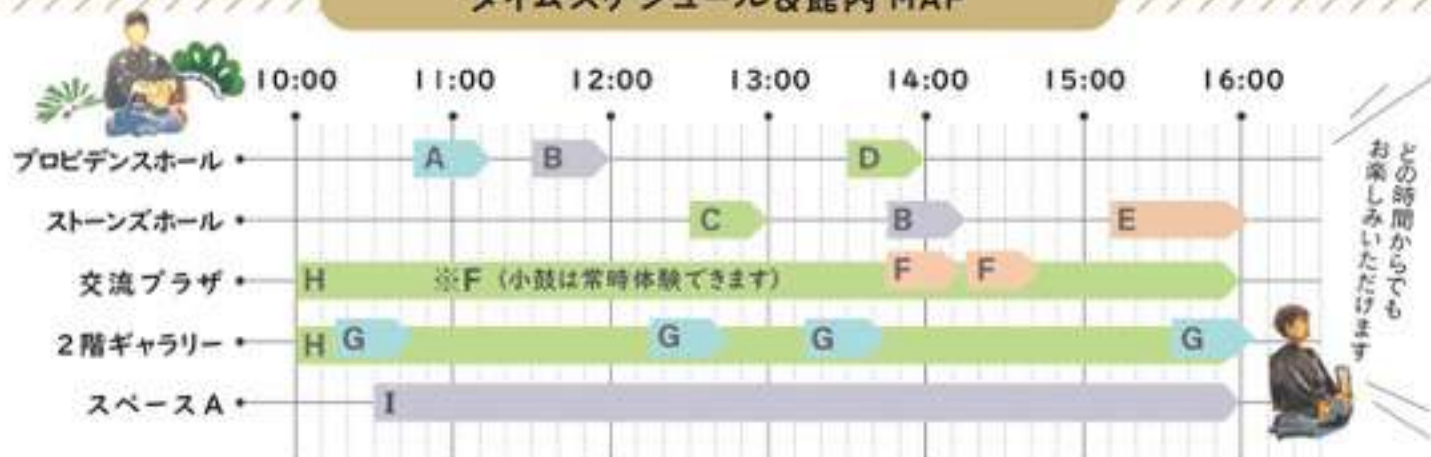 タイムスケジュール&館内 MAP
10:00 11:00 12:00 13:00 14:00 15:00 16:00
プロビデンスホール A B D
ストーンズホール C B E
交流プラザ H ※F (小鼓は常時体験できます) F F
2階ギャラリー H G G G G
スペースA I
どの時間からでも
お楽しみいただけます